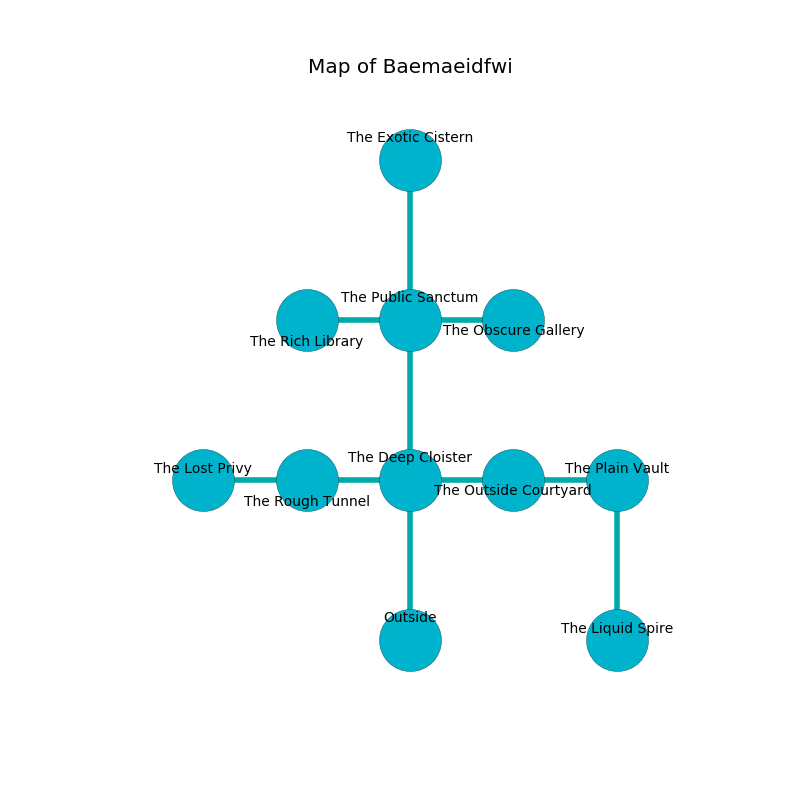 Map of Baemaeidfwi
The Exotic Cistern
The Public Sanctum
The Obscure Gallery
The Rich Library
The Deep Cloister
The Lost Privy
The Plain Vault
The Outside Courtyard
The Rough Tunnel
Outside
The Liquid Spire